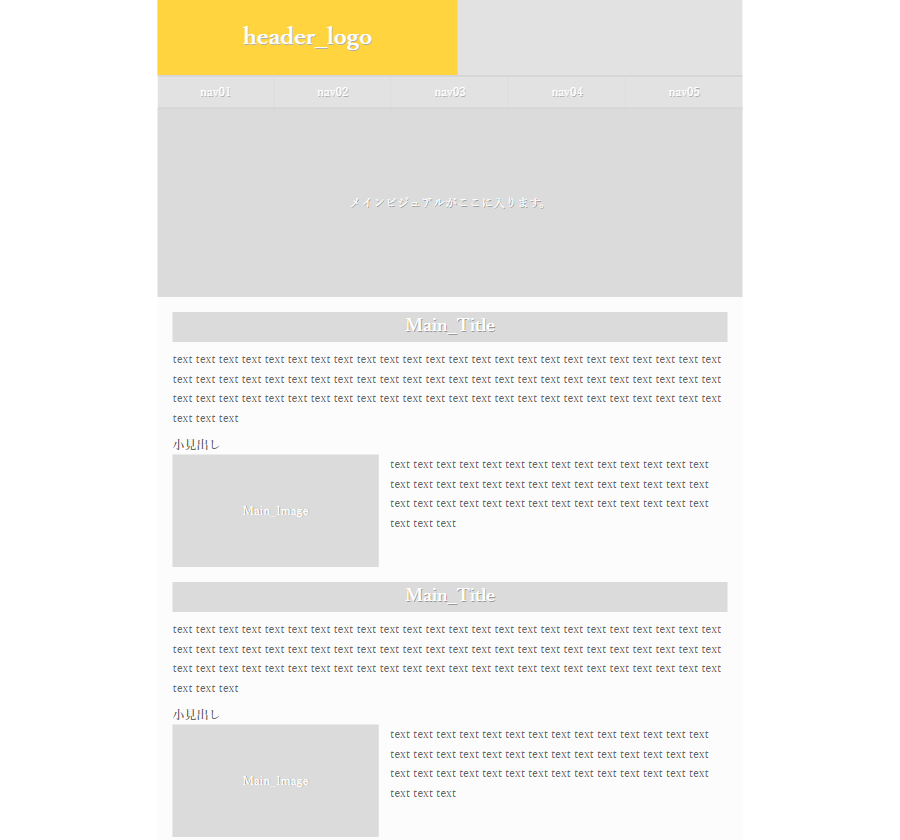 header_logo
nav01 nav02 nav03 nav04 nav05
メインビジュアルがここに入ります。
Main_Title
text text text text text text text text text text text text text text text text text text text text text text text text
text text text text text text text text text text text text text text text text text text text text text text text text
text text text text text text text text text text text text text text text text text text text text text text text text
text text text
小見出し
Main_Image
text text text text text text text text text text text text text text
text text text text text text text text text text text text text text
text text text text text text text text text text text text text text
text text text
Main_Title
text text text text text text text text text text text text text text text text text text text text text text text text
text text text text text text text text text text text text text text text text text text text text text text text text
text text text text text text text text text text text text text text text text text text text text text text text text
text text text
小見出し
Main_Image
text text text text text text text text text text text text text text
text text text text text text text text text text text text text text
text text text text text text text text text text text text text text
text text text